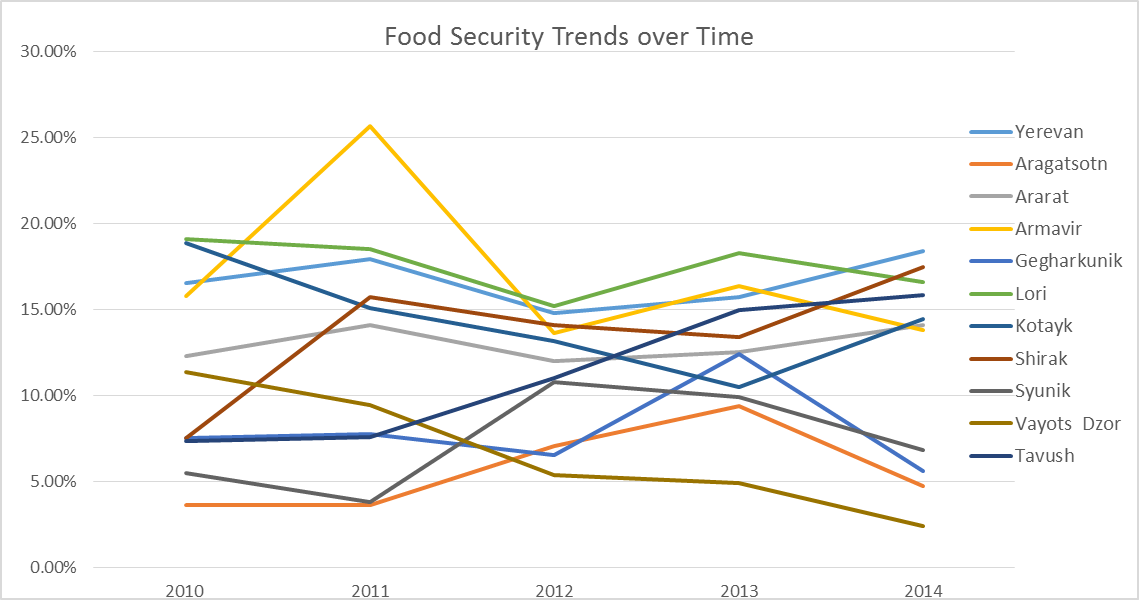 Food Security Trends over Time
30.00%
25.00%
20.00%
15.00%
10.00%
5.00%
0.00%
2010 2011 2012 2013 2014
Yerevan
Aragatsotn
Ararat
Armavir
Gegharkunik
Lori
Kotayk
Shirak
Syunik
Vayots Dzor
Tavush